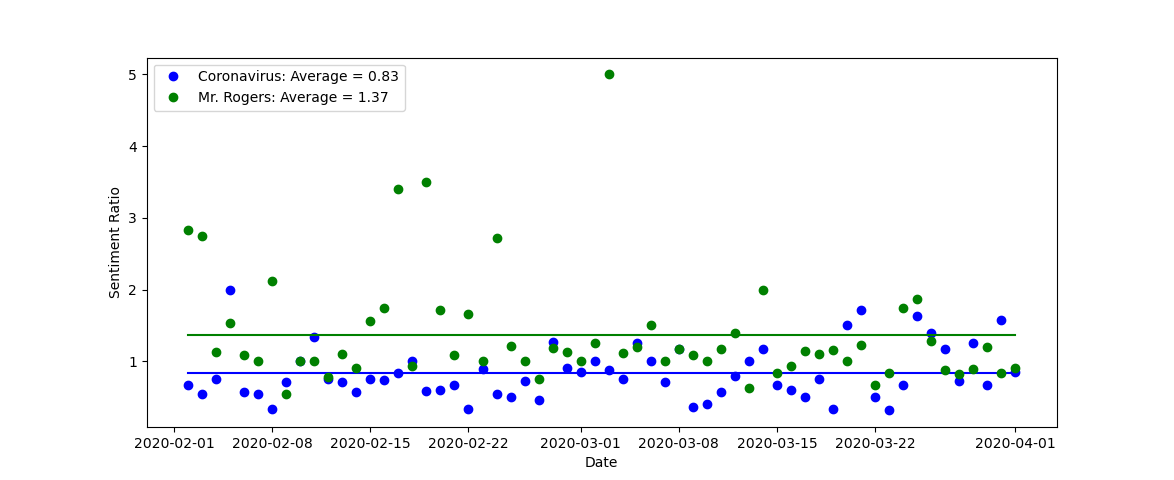 Coronavirus: Average = 0.83
Mr. Rogers: Average = 1.37
5
4
3
2
1
Sentiment Ratio
2020-02-01 2020-02-08 2020-02-15 2020-02-22 2020-03-01 2020-03-08 2020-03-15 2020-03-22 2020-04-01
Date